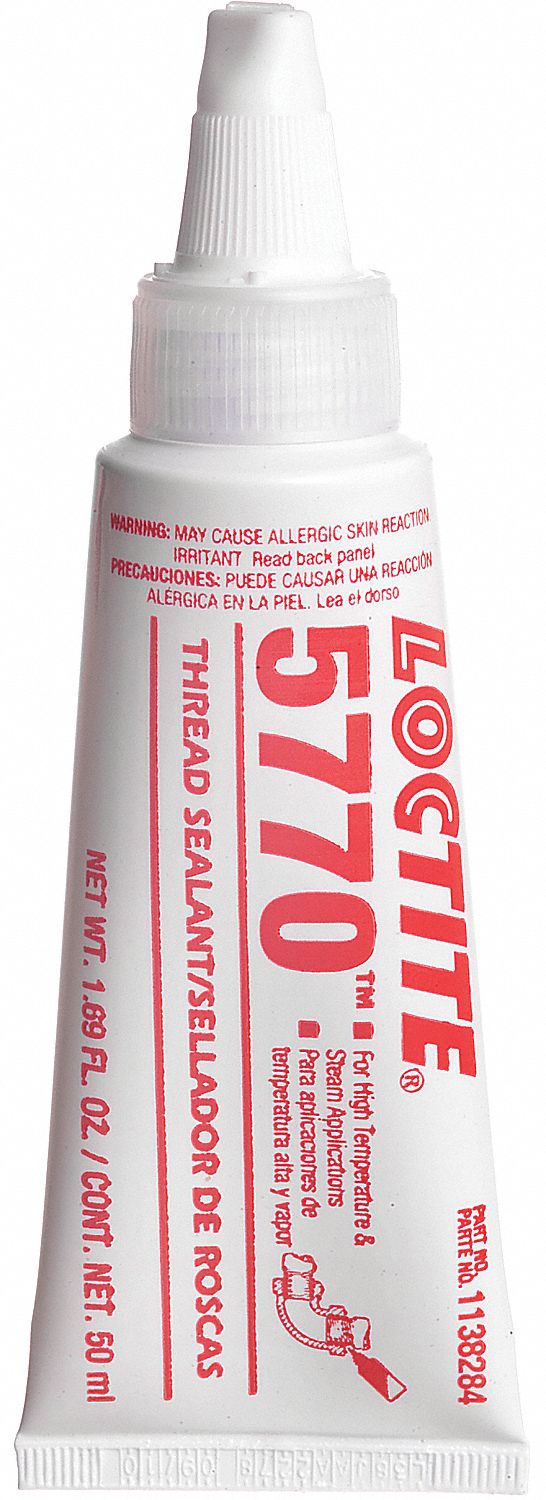 WARNING: MAY CAUSE ALLERGIC SKIN REACTION
IRRITANT Read back panel
PRECAUCIONES: PUEDE CAUSAR UNA REACCIÓN
ALÉRGICA EN LA PIEL. Lea el dorso
LOCTITE®
5770™
For High Temperature &
Steam Applications
Para aplicaciones de
temperatura alta y vapor
THREAD SEALANT/SELLADOR DE ROSCAS
NET WT. 1.69 FL. OZ. / CONT. NET. 50 ml
PART NO.
PARTE NO. 1138284